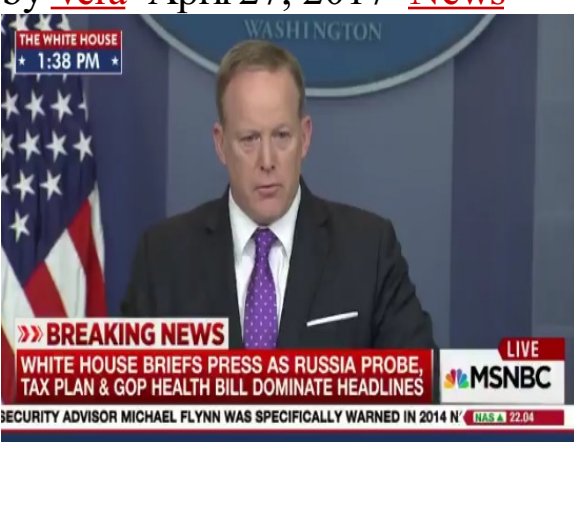 by Vera April 27, 2017 News
WASHINGTON
THE WHITE HOUSE
1:38 PM
BREAKING NEWS
LIVE
WHITE HOUSE BRIEFS PRESS AS RUSSIA PROBE,
TAX PLAN & GOP HEALTH BILL DOMINATE HEADLINES
MSNBC
SECURITY ADVISOR MICHAEL FLYNN WAS SPECIFICALLY WARNED IN 2014 N
NAS ▲ 22.04